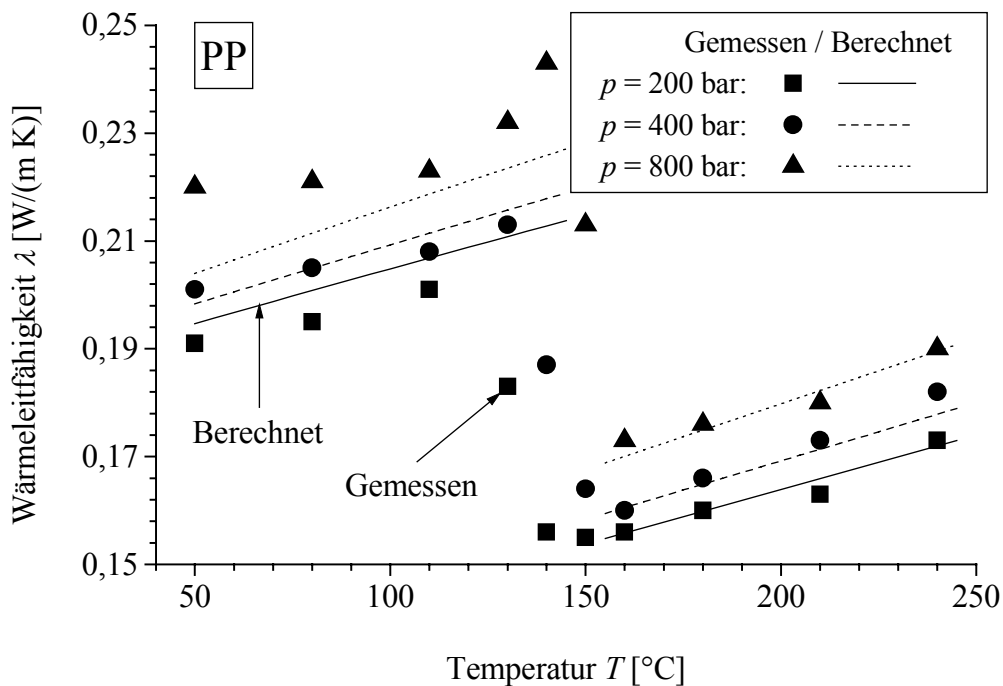 0,25
0,23
0,21
0,19
0,17
0,15
Wärmeleitfähigkeit λ [W/(m K)]
PP
Gemessen / Berechnet
p = 200 bar:
p = 400 bar:
p = 800 bar:
Berechnet
Gemessen
50 100 150 200 250
Temperatur T [°C]